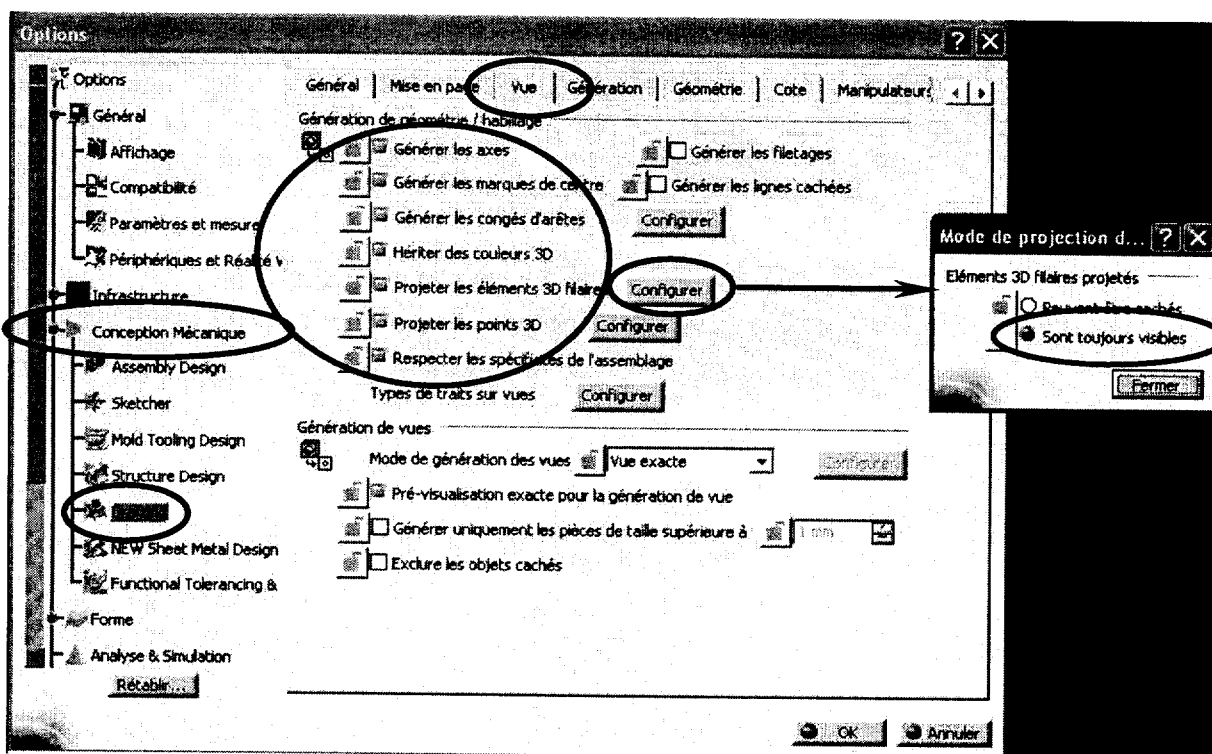 Options
Options
Général
Affichage
Compatibilité
Paramètres et mesure
Périphériques et Réalité v
Infrastructure
Conception Mécanique
Assembly Design
Sketcher
Mold Tooling Design
Structure Design
NEW Sheet Metal Design
Functional Tolerancing &
Forme
Analyse & Simulation
Rétablir...
Général Mise en page Vue Génération Géométrie Cote Manipulateurs
Génération de géométrie / habillage
Générer les axes Générer les filetages
Générer les marques de centre Générer les lignes cachées
Générer les congés d'arêtes Configurer
Hériter des couleurs 3D
Projeter les éléments 3D filaires Configurer
Projeter les points 3D Configurer
Respecter les spécificités de l'assemblage
Types de traits sur vues Configurer
Génération de vues
Mode de génération des vues Vue exacte Configurer
Pré-visualisation exacte pour la génération de vue
Générer uniquement les pièces de taille supérieure à 1 mm
Exclure les objets cachés
OK Annuler
Mode de projection d...
Eléments 3D filaires projetés
Peuvent être cachés
Sont toujours visibles
Fermer